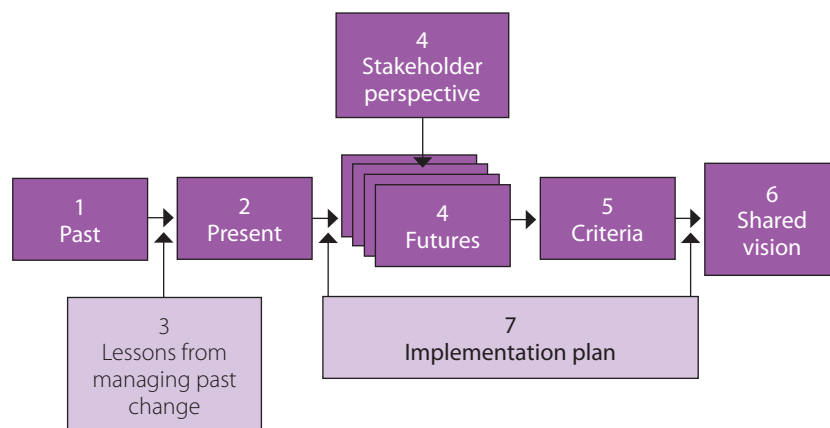 4
Stakeholder
perspective
1
Past
2
Present
4
Futures
5
Criteria
6
Shared
vision
3
Lessons from
managing past
change
7
Implementation plan